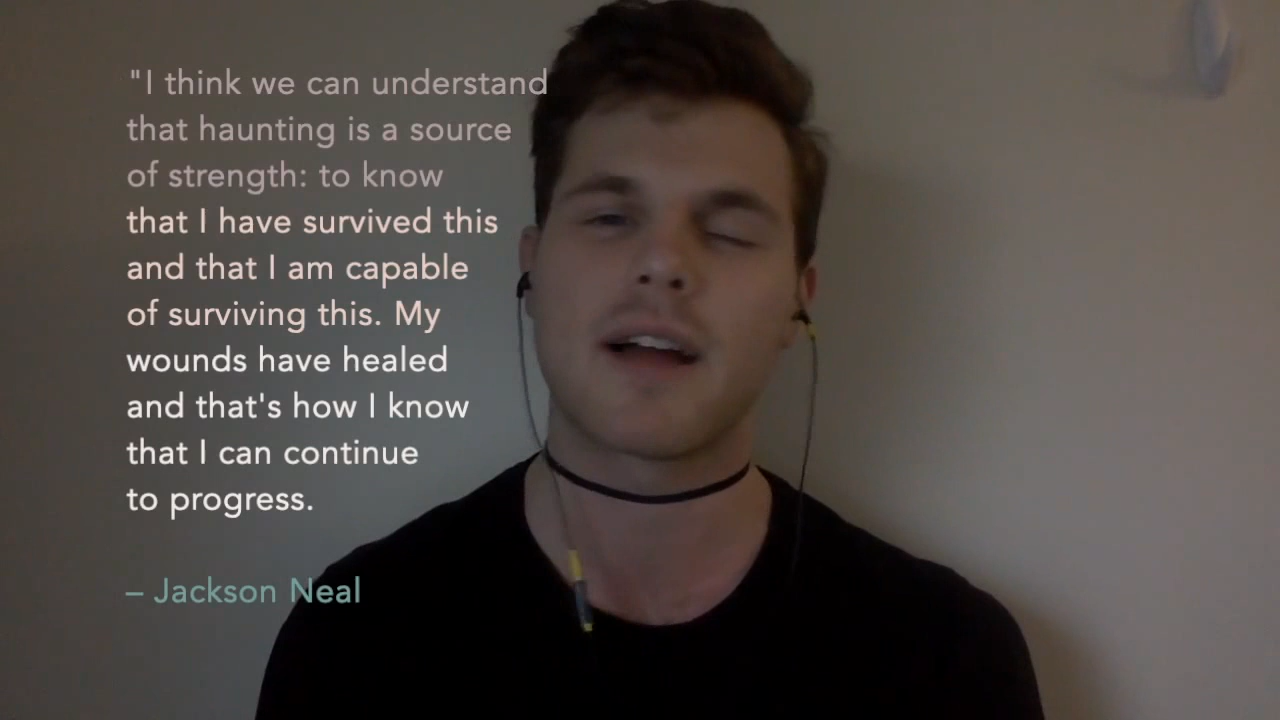 "I think we can understand
that haunting is a source
of strength: to know
that I have survived this
and that I am capable
of surviving this. My
wounds have healed
and that's how I know
that I can continue
to progress.
– Jackson Neal